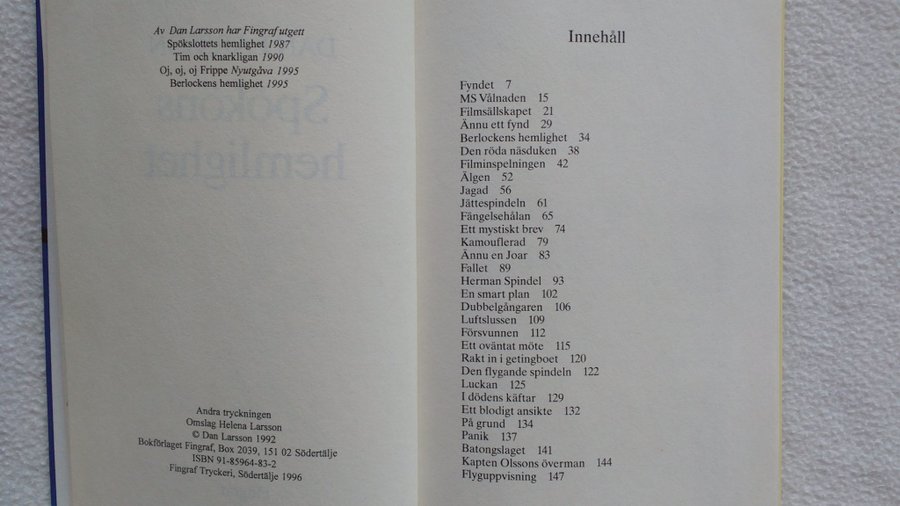 Av Dan Larsson har Fingraf utgett
Spökslottets hemlighet 1987
Tim och knarkligan 1990
Oj, oj, oj Frippe Nyutgåva 1995
Berlockens hemlighet 1995
Andra tryckningen
Omslag Helena Larsson
© Dan Larsson 1992
Bokförlaget Fingraf, Box 2039, 151 02 Södertälje
ISBN 91-85964-83-2
Fingraf Tryckeri, Södertälje 1996
Innehåll
Fyndet 7
MS Vålnaden 15
Filmsällskapet 21
Ännu ett fynd 29
Berlockens hemlighet 34
Den röda näsduken 38
Filminspelningen 42
Älgen 52
Jagad 56
Jättespindeln 61
Fängelsehålan 65
Ett mystiskt brev 74
Kamouflerad 79
Ännu en Joar 83
Fallet 89
Herman Spindel 93
En smart plan 102
Dubbelgångaren 106
Luftslussen 109
Försvunnen 112
Ett oväntat möte 115
Rakt in i getingboet 120
Den flygande spindeln 122
Luckan 125
I dödens käftar 129
Ett blodigt ansikte 132
På grund 134
Panik 137
Batongslaget 141
Kapten Olssons överman 144
Flyguppvisning 147